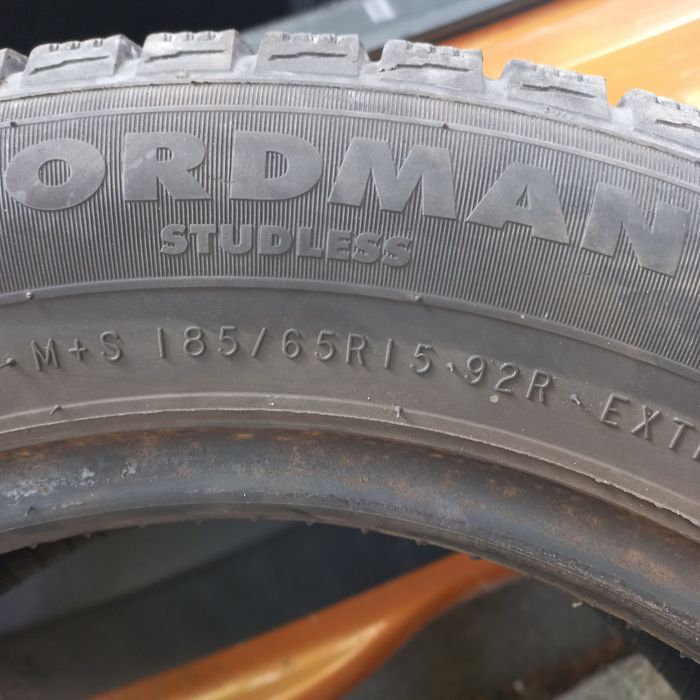 ORDMAN
STUDLESS
M+S 185/65R15 92R EXT